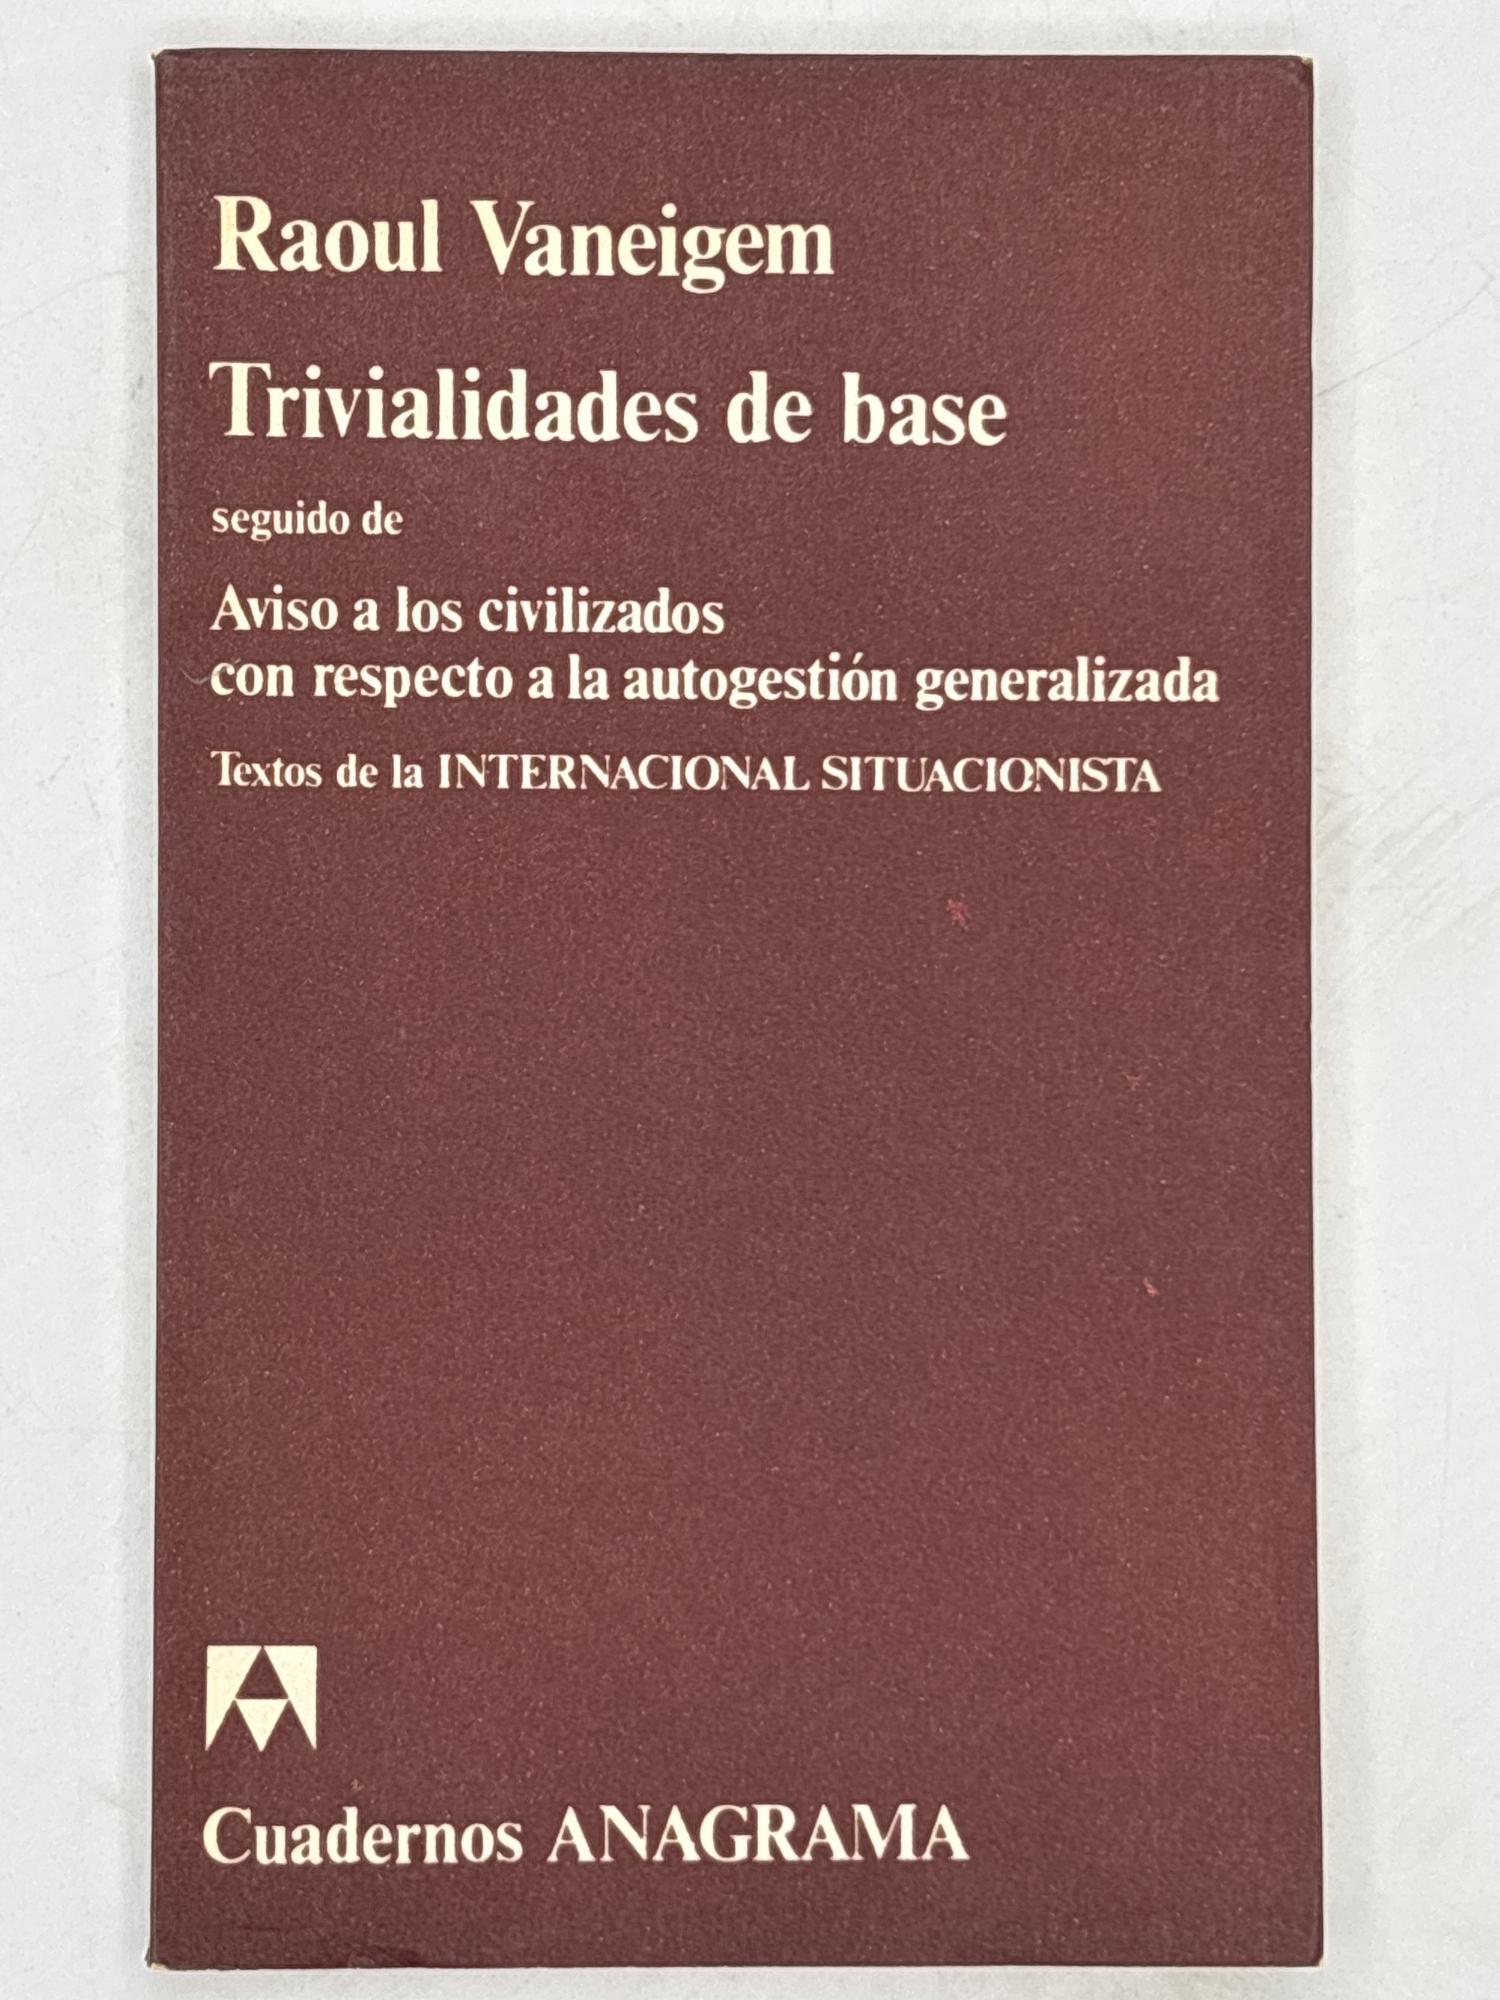 Raoul Vaneigem
Trivialidades de base
seguido de
Aviso a los civilizados
con respecto a la autogestión generalizada
Textos de la INTERNACIONAL SITUACIONISTA
Cuadernos ANAGRAMA